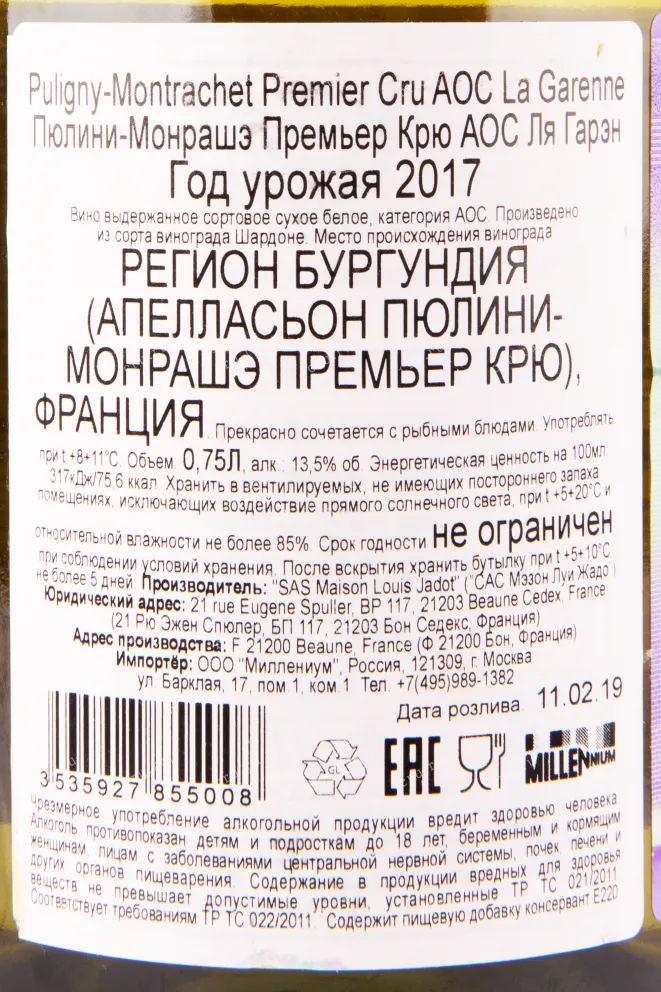 Puligny-Montrachet Premier Cru AOC La Garenne
Пюлини-Монрашэ Премьер Крю АОС Ля Гарэн
Год урожая 2017
Вино выдержанное сортовое сухое белое, категория АОС. Произведено
из сорта винограда Шардоне. Место происхождения винограда
РЕГИОН БУРГУНДИЯ
(АПЕЛЛАСЬОН ПЮЛИНИ-
МОНРАШЭ ПРЕМЬЕР КРЮ),
ФРАНЦИЯ. Прекрасно сочетается с рыбными блюдами. Употреблять
при t +8+11°С. Объем 0,75Л, алк.: 13,5% об. Энергетическая ценность на 100мл.
317кДж/75,6 ккал. Хранить в вентилируемых, не имеющих постороннего запаха
помещениях, исключающих воздействие прямого солнечного света, при t +5+20°С и
относительной влажности не более 85%. Срок годности не ограничен
при соблюдении условий хранения. После вскрытия хранить бутылку при t +5+10°С
не более 5 дней. Производитель: "SAS Maison Louis Jadot" ("САС Мэзон Луи Жадо")
Юридический адрес: 21 rue Eugene Spuller, BP 117, 21203 Beaune Cedex, France
(21 Рю Эжен Спюлер, БП 117, 21203 Бон Седекс, Франция)
Адрес производства: F 21200 Beaune, France (Ф 21200 Бон, Франция)
Импортёр: ООО "Миллениум", Россия, 121309, г. Москва
ул. Барклая, 17, пом.1, ком.1. Тел. +7(495)989-1382
Дата розлива: 11.02.19
3 535927 855008
GL
EAC
MILLENNIUM
Чрезмерное употребление алкогольной продукции вредит здоровью человека
Алкоголь противопоказан детям и подросткам до 18 лет, беременным и кормящим
женщинам, лицам с заболеваниями центральной нервной системы, почек, печени и
других органов пищеварения. Содержание в продукции вредных для здоровья
веществ не превышает допустимые уровни, установленные ТР ТС 021/2011
Соответствует требованиям ТР ТС 022/2011. Содержит пищевую добавку консервант Е220